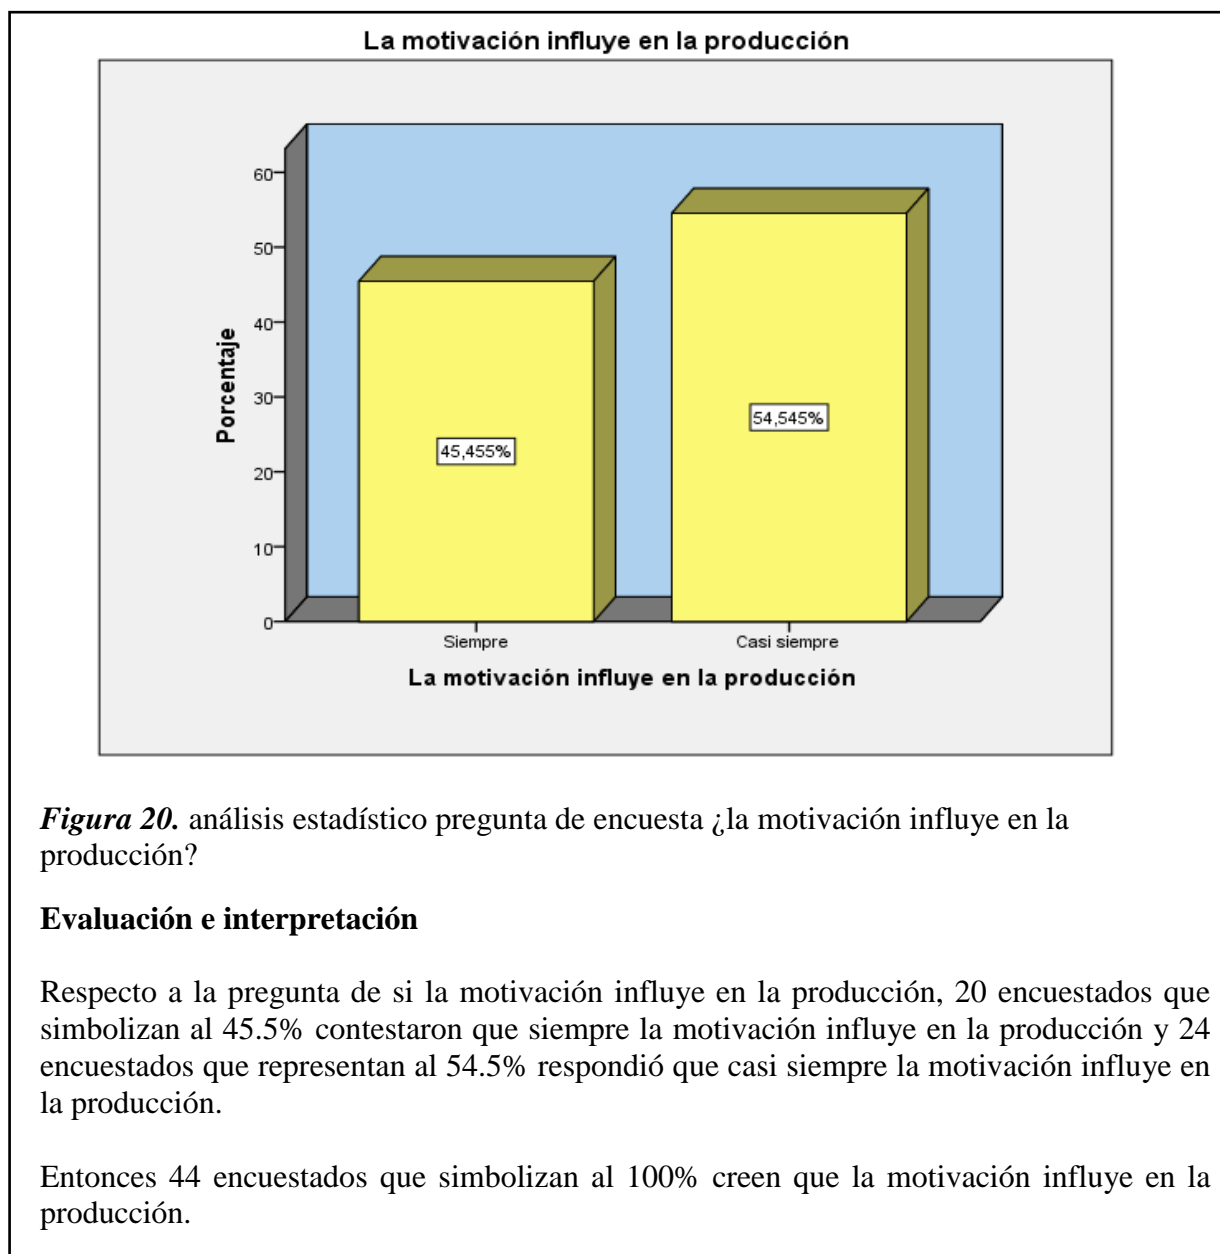 La motivación influye en la producción
60
50
40
30
20
10
0
Porcentaje
45,455%
54,545%
Siempre
Casi siempre
La motivación influye en la producción
Figura 20. análisis estadístico pregunta de encuesta ¿la motivación influye en la
producción?
Evaluación e interpretación
Respecto a la pregunta de si la motivación influye en la producción, 20 encuestados que
simbolizan al 45.5% contestaron que siempre la motivación influye en la producción y 24
encuestados que representan al 54.5% respondió que casi siempre la motivación influye en
la producción.
Entonces 44 encuestados que simbolizan al 100% creen que la motivación influye en la
producción.